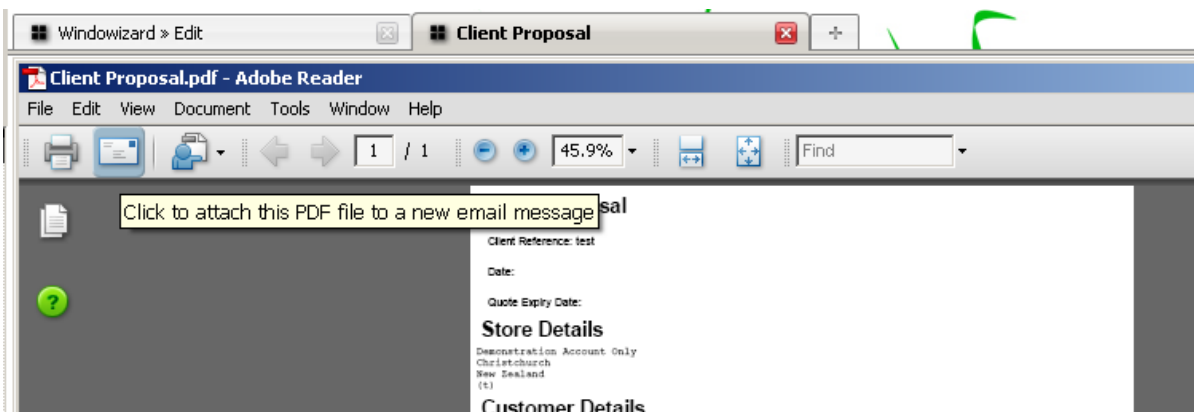 Windowizard » Edit
Client Proposal
Client Proposal.pdf - Adobe Reader
File Edit View Document Tools Window Help
1 / 1 45.9% Find
Click to attach this PDF file to a new email message
sal
Client Reference: test
Date:
Quote Expiry Date:
Store Details
Demonstration Account Only
Christchurch
New Zealand
(t)
Customer Details